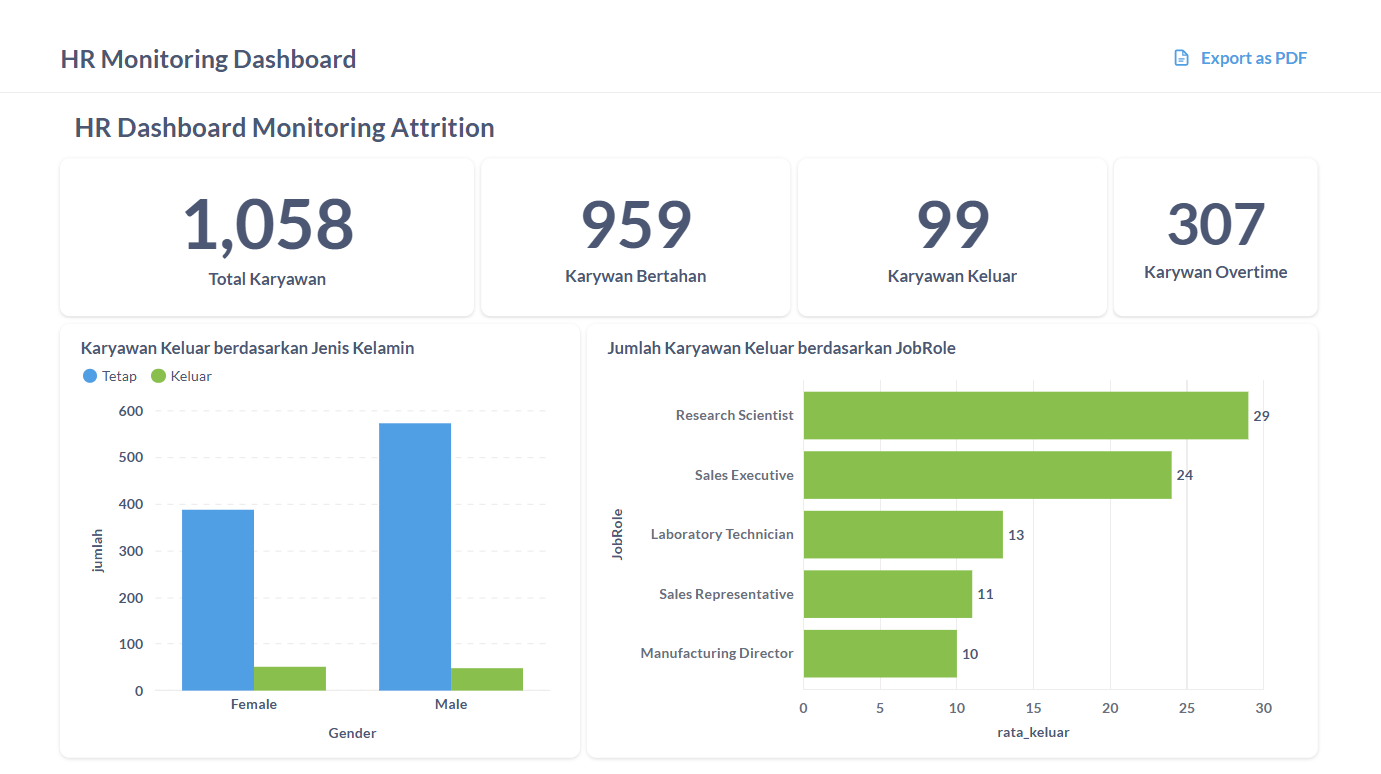 HR Monitoring Dashboard
Export as PDF
HR Dashboard Monitoring Attrition
1,058
Total Karyawan
959
Karywan Bertahan
99
Karyawan Keluar
307
Karywan Overtime
Karyawan Keluar berdasarkan Jenis Kelamin
Tetap
Keluar
600
500
400
300
200
100
0
jumlah
Female
Male
Gender
Jumlah Karyawan Keluar berdasarkan JobRole
JobRole
Research Scientist
29
Sales Executive
24
Laboratory Technician
13
Sales Representative
11
Manufacturing Director
10
0
5
10
15
20
25
30
rata_keluar